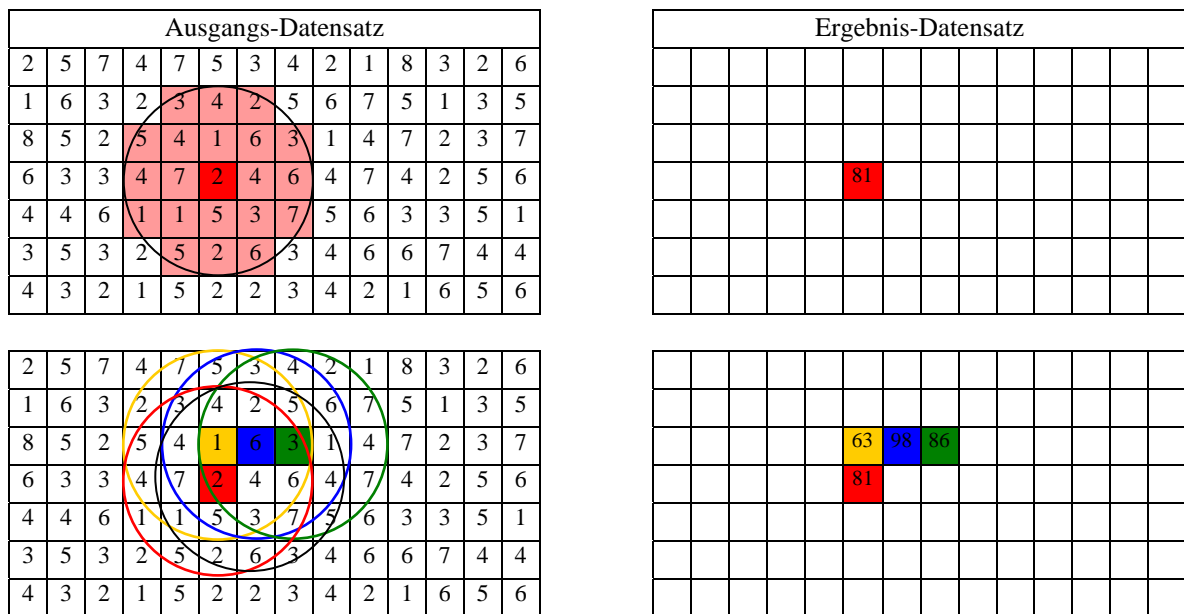 Ausgangs-Datensatz
2 5 7 4 7 5 3 4 2 1 8 3 2 6
1 6 3 2 3 4 2 5 6 7 5 1 3 5
8 5 2 5 4 1 6 3 1 4 7 2 3 7
6 3 3 4 7 2 4 6 4 7 4 2 5 6
4 4 6 1 1 5 3 7 5 6 3 3 5 1
3 5 3 2 5 2 6 3 4 6 6 7 4 4
4 3 2 1 5 2 2 3 4 2 1 6 5 6
Ergebnis-Datensatz
81
2 5 7 4 7 5 3 4 2 1 8 3 2 6
1 6 3 2 3 4 2 5 6 7 5 1 3 5
8 5 2 5 4 1 6 3 1 4 7 2 3 7
6 3 3 4 7 2 4 6 4 7 4 2 5 6
4 4 6 1 1 5 3 7 5 6 3 3 5 1
3 5 3 2 5 2 6 3 4 6 6 7 4 4
4 3 2 1 5 2 2 3 4 2 1 6 5 6
63 98 86
81